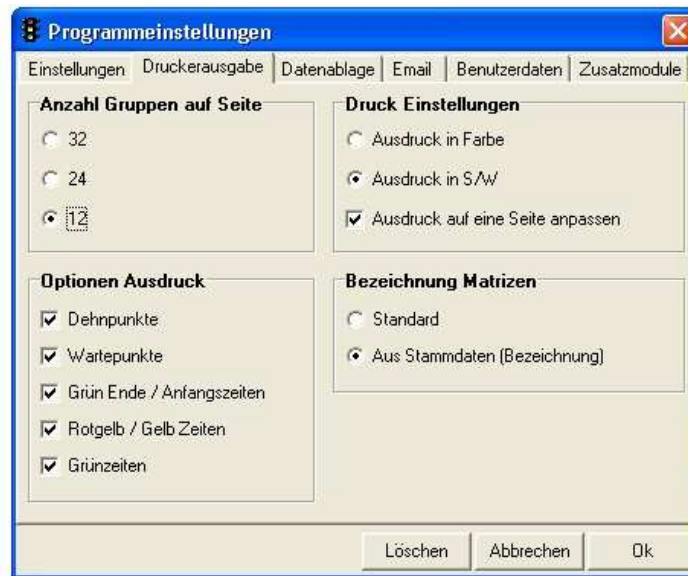 Programmeinstellungen
Einstellungen Druckerausgabe Datenablage Email Benutzerdaten Zusatzmodule
Anzahl Gruppen auf Seite
32
24
12
Druck Einstellungen
Ausdruck in Farbe
Ausdruck in S/W
Ausdruck auf eine Seite anpassen
Optionen Ausdruck
Dehnpunkte
Wartepunkte
Grün Ende / Anfangszeiten
Rotgelb / Gelb Zeiten
Grünzeiten
Bezeichnung Matrizen
Standard
Aus Stammdaten (Bezeichnung)
Löschen Abbrechen Ok